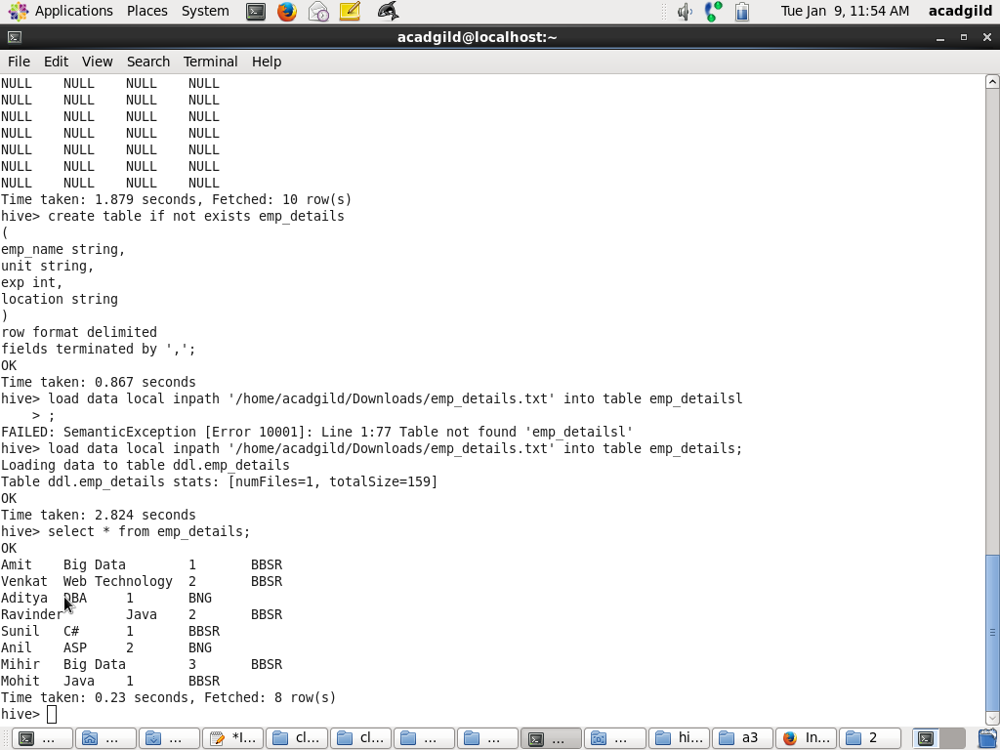 Applications Places System Tue Jan 9, 11:54 AM acadgild
acadgild@localhost:~
File Edit View Search Terminal Help
NULL NULL NULL NULL
NULL NULL NULL NULL
NULL NULL NULL NULL
NULL NULL NULL NULL
NULL NULL NULL NULL
NULL NULL NULL NULL
NULL NULL NULL NULL
Time taken: 1.879 seconds, Fetched: 10 row(s)
hive> create table if not exists emp_details
(
emp_name string,
unit string,
exp int,
location string
)
row format delimited
fields terminated by ',';
OK
Time taken: 0.867 seconds
hive> load data local inpath '/home/acadgild/Downloads/emp_details.txt' into table emp_detailsl
> ;
FAILED: SemanticException [Error 10001]: Line 1:77 Table not found 'emp_detailsl'
hive> load data local inpath '/home/acadgild/Downloads/emp_details.txt' into table emp_details;
Loading data to table ddl.emp_details
Table ddl.emp_details stats: [numFiles=1, totalSize=159]
OK
Time taken: 2.824 seconds
hive> select * from emp_details;
OK
Amit Big Data 1 BBSR
Venkat Web Technology 2 BBSR
Aditya DBA 1 BNG
Ravinder Java 2 BBSR
Sunil C# 1 BBSR
Anil ASP 2 BNG
Mihir Big Data 3 BBSR
Mohit Java 1 BBSR
Time taken: 0.23 seconds, Fetched: 8 row(s)
hive>
... ... ... *I... cl... cl... ... ... ... ... hi... a3 In... 2